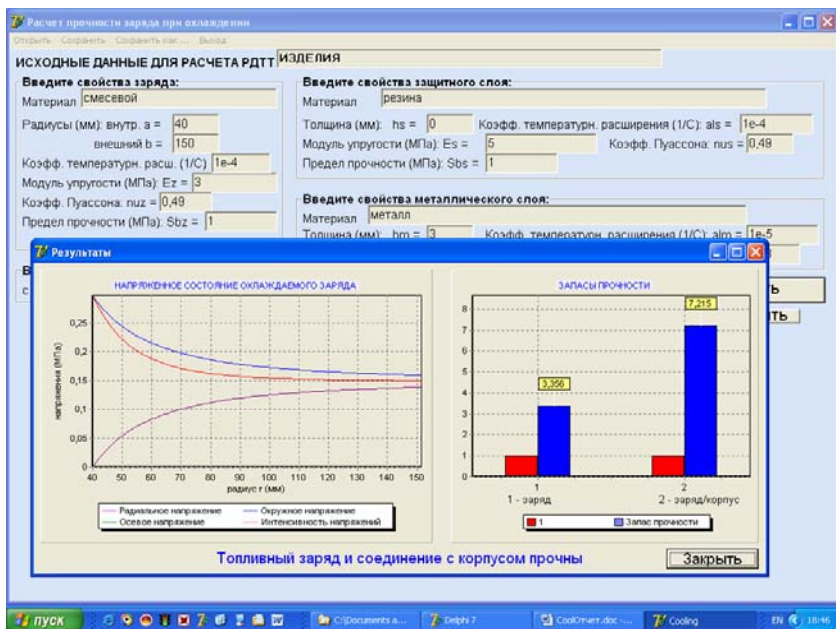 Расчет прочности заряда при охлаждении
Открыть Сохранить Сохранить как ... Выход
ИСХОДНЫЕ ДАННЫЕ ДЛЯ РАСЧЕТА РДТТ ИЗДЕЛИЯ
Введите свойства заряда:
Материал смесевой
Радиусы (мм): внутр. a = 40
внешний b = 150
Коэфф. температурн. расш. (1/С) 1e-4
Модуль упругости (МПа): Ez = 3
Коэфф. Пуассона: nuz = 0,49
Предел прочности (МПа): Sbz = 1
Введите свойства защитного слоя:
Материал резина
Толщина (мм): hs = 0 Коэфф. температурн. расширения (1/С): als = 1e-4
Модуль упругости (МПа): Es = 5 Коэфф. Пуассона: nus = 0,49
Предел прочности (МПа): Sbs = 1
Введите свойства металлического слоя:
Материал металл
Толщина (мм): hm = 3 Коэфф. температурн. расширения (1/С): alm = 1e-5
Результаты
НАПРЯЖЕННОЕ СОСТОЯНИЕ ОХЛАЖДАЕМОГО ЗАРЯДА
напряжения (МПа)
0,25
0,2
0,15
0,1
0,05
0
40 50 60 70 80 90 100 110 120 130 140 150
радиус r (мм)
Радиальное напряжение Окружное напряжение
Осевое напряжение Интенсивность напряжений
ЗАПАСЫ ПРОЧНОСТИ
8
7
6
5
4
3
2
1
0
3,356
7,215
1 2
1 - заряд 2 - заряд/корпус
1 Запас прочности
Топливный заряд и соединение с корпусом прочны
Закрыть
пуск
C:\Documents a...
Delphi 7
CoolОтчет.doc -...
Cooling
EN
18:46